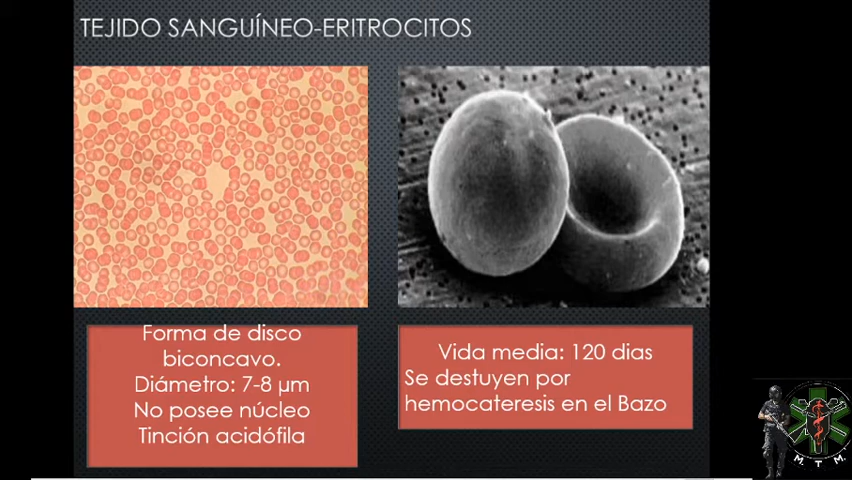 TEJIDO SANGUÍNEO-ERITROCITOS
Forma de disco
biconcavo.
Diámetro: 7-8 µm
No posee núcleo
Tinción acidófila
Vida media: 120 dias
Se destuyen por
hemocateresis en el Bazo
M. T. M.